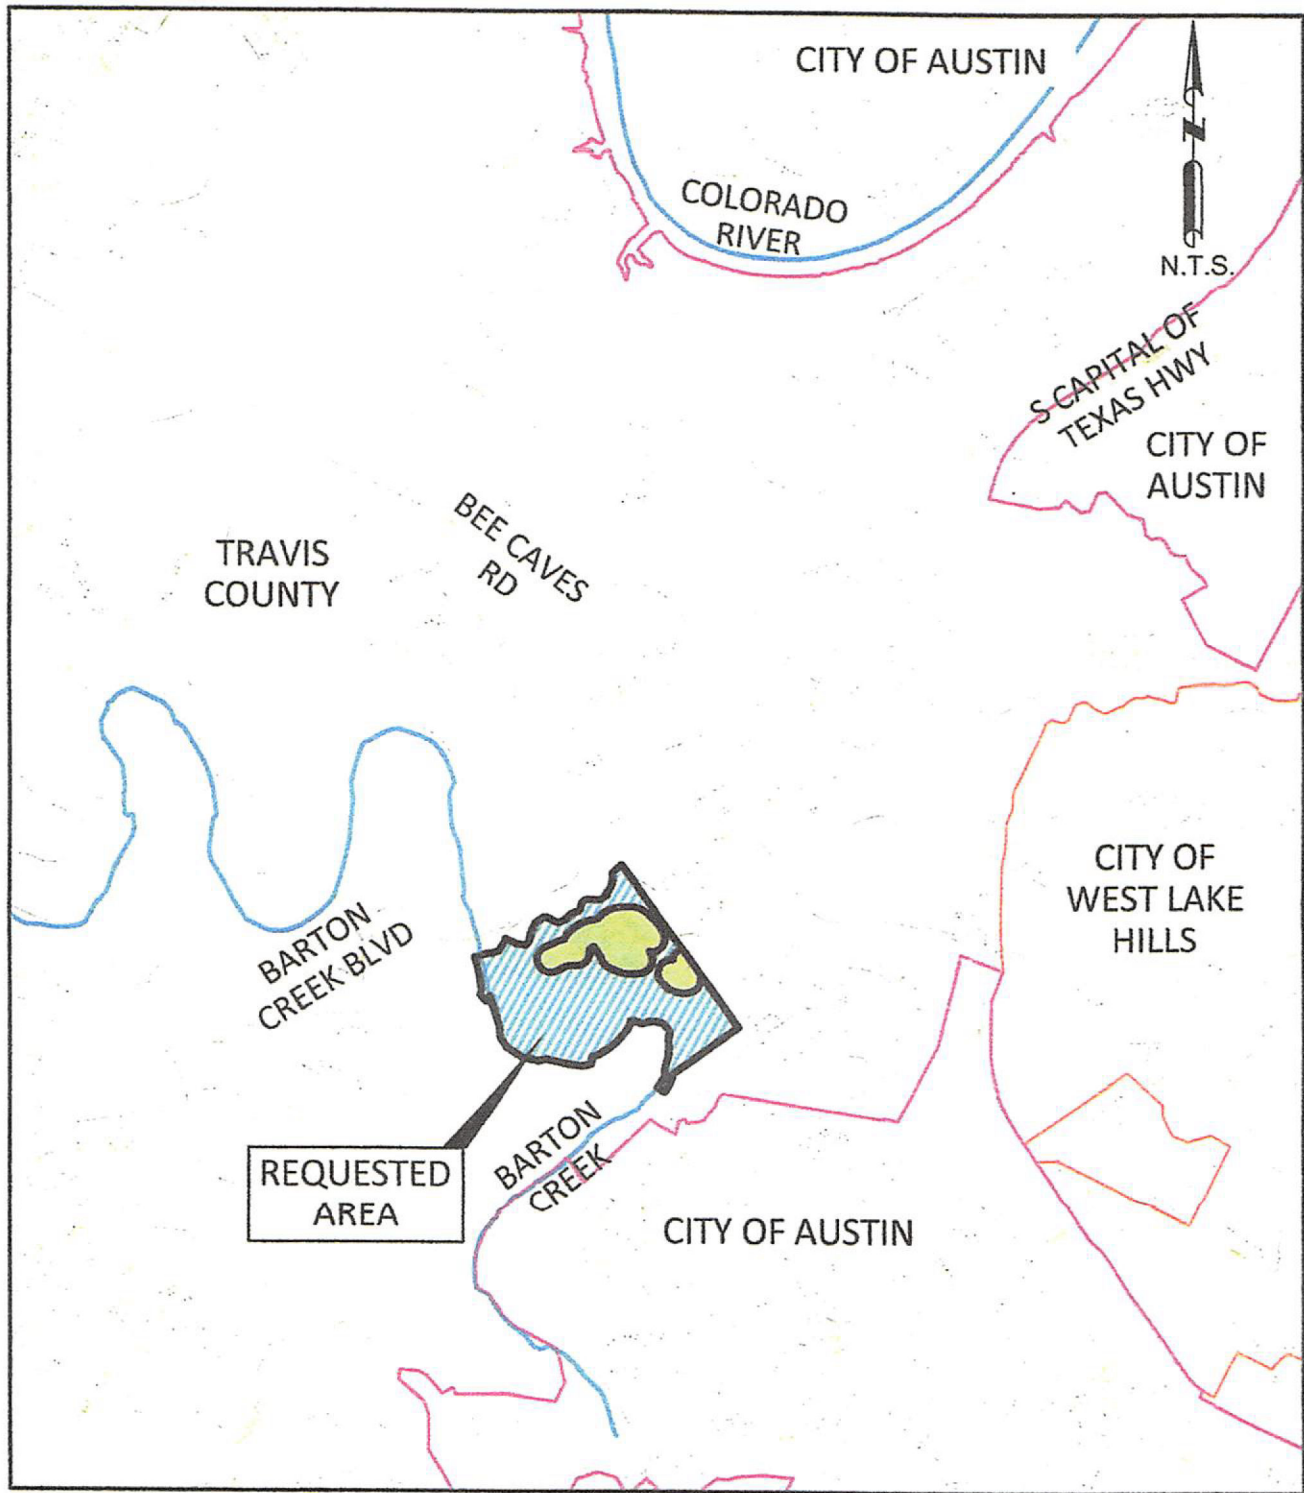 CITY OF AUSTIN
COLORADO
RIVER
N
N.T.S.
S CAPITAL OF
TEXAS HWY
CITY OF
AUSTIN
BEE CAVES
RD
TRAVIS
COUNTY
CITY OF
WEST LAKE
HILLS
BARTON
CREEK BLVD
REQUESTED
AREA
BARTON
CREEK
CITY OF AUSTIN